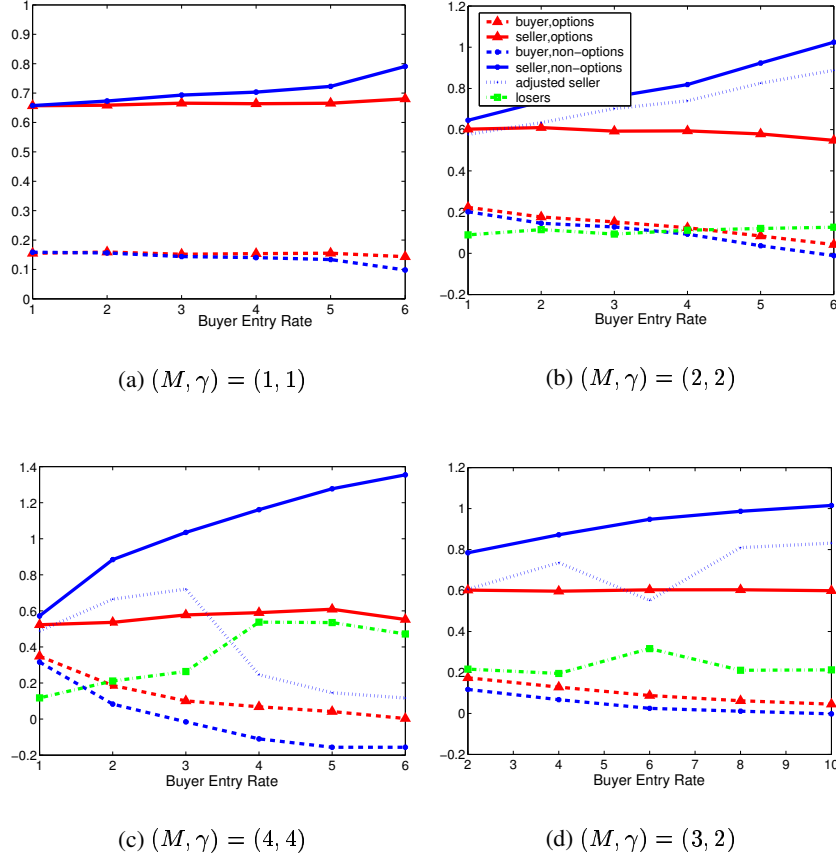 1
0.9
0.8
0.7
0.6
0.5
0.4
0.3
0.2
0.1
0
1 2 3 4 5 6
Buyer Entry Rate
(a) (M, γ) = (1, 1)
1.2
1
0.8
0.6
0.4
0.2
0
−0.2
buyer,options
seller,options
buyer,non−options
seller,non−options
adjusted seller
losers
1 2 3 4 5 6
Buyer Entry Rate
(b) (M, γ) = (2, 2)
1.4
1.2
1
0.8
0.6
0.4
0.2
0
−0.2
1 2 3 4 5 6
Buyer Entry Rate
(c) (M, γ) = (4, 4)
1.2
1
0.8
0.6
0.4
0.2
0
−0.2
2 3 4 5 6 7 8 9 10
Buyer Entry Rate
(d) (M, γ) = (3, 2)